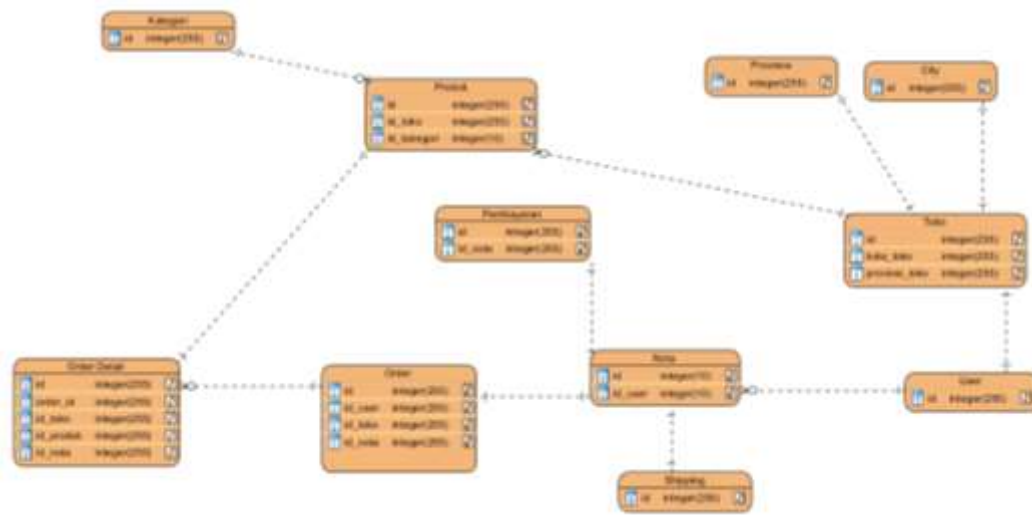 Kategori
id integer(255)
Produk
id integer(255)
id_toko integer(255)
id_kategori integer(10)
Provinsi
id integer(255)
City
id integer(255)
Pembayaran
id integer(255)
id_nota integer(255)
Toko
id integer(255)
kota_toko integer(255)
provinsi_toko integer(255)
Order Detail
id integer(255)
order_id integer(255)
id_toko integer(255)
id_produk integer(255)
id_nota integer(255)
Order
id integer(255)
id_user integer(255)
id_toko integer(255)
id_nota integer(255)
Nota
id integer(10)
id_user integer(10)
User
id integer(255)
Shipping
id integer(255)